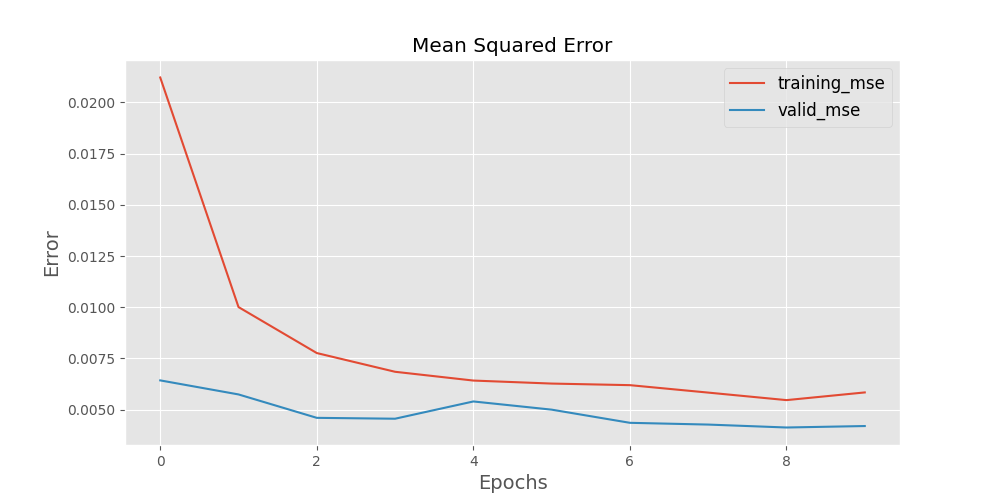 Mean Squared Error
training_mse
valid_mse
0.0200
0.0175
0.0150
0.0125
0.0100
0.0075
0.0050
Error
0 2 4 6 8
Epochs